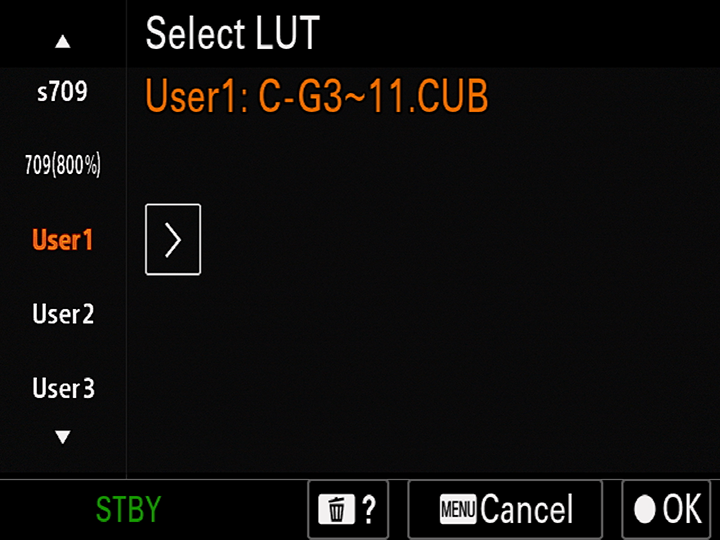 Select LUT
s709
709(800%)
User1
User2
User3
User1: C-G3~11.CUB
STBY
?
MENU Cancel
OK